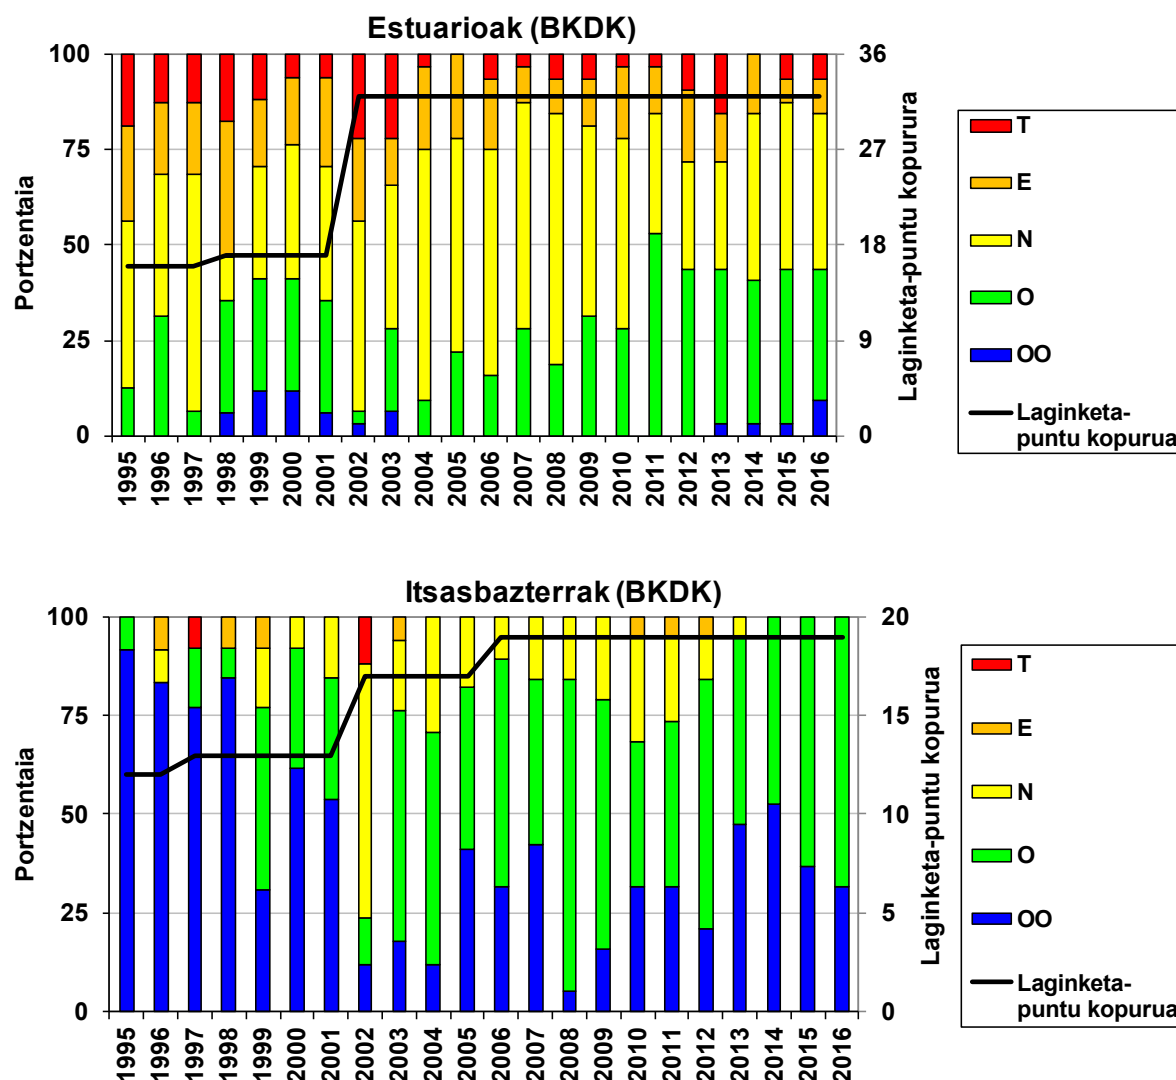 Estuarioak (BKDK)
100
75
50
25
0
Portzentaia
36
27
18
9
0
Laginketa-puntu kopurura
1995 1996 1997 1998 1999 2000 2001 2002 2003 2004 2005 2006 2007 2008 2009 2010 2011 2012 2013 2014 2015 2016
T
E
N
O
OO
Laginketa-
puntu kopurua
Itsasbazterrak (BKDK)
100
75
50
25
0
Portzentaia
20
15
10
5
0
Laginketa-puntu kopurua
1995 1996 1997 1998 1999 2000 2001 2002 2003 2004 2005 2006 2007 2008 2009 2010 2011 2012 2013 2014 2015 2016
T
E
N
O
OO
Laginketa-
puntu kopurua